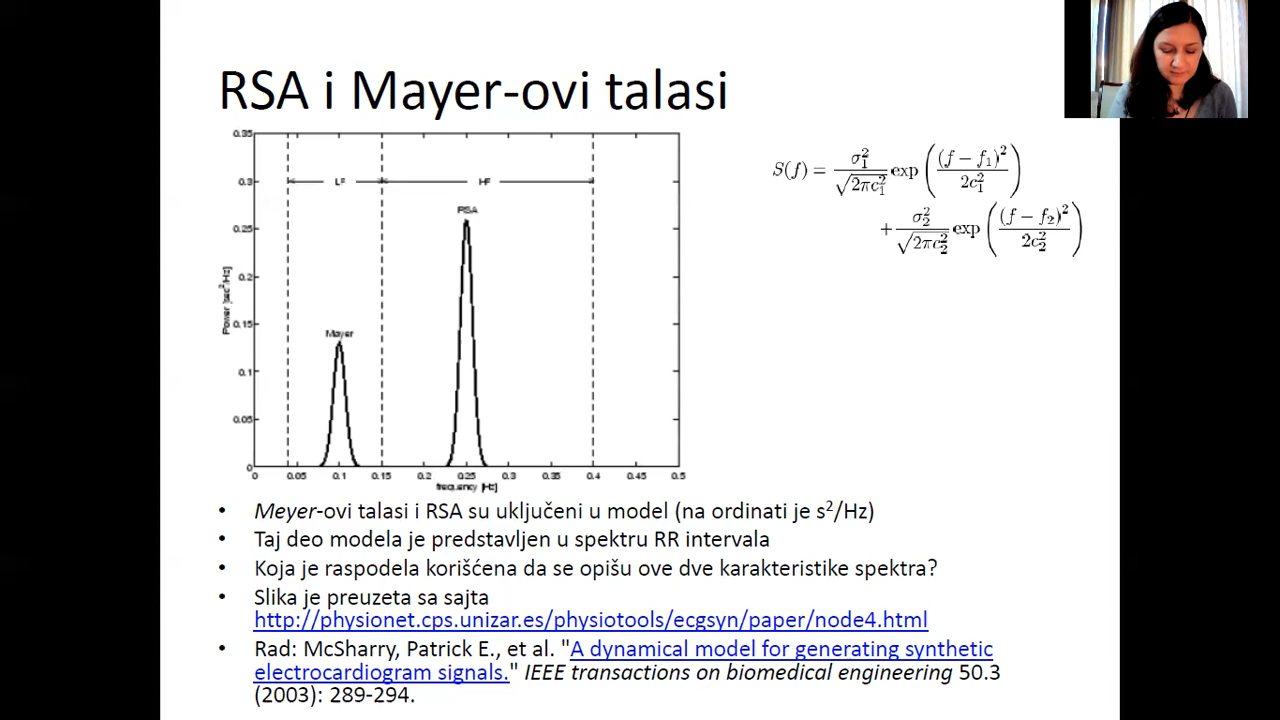 RSA i Mayer-ovi talasi
S(f) = σ₁² / √(2πc₁²) exp ( (f − f₁)² / 2c₁² )
+ σ₂² / √(2πc₂²) exp ( (f − f₂)² / 2c₂² )
0.35
0.3
0.25
0.2
0.15
0.1
0.05
0
Power [sec²/Hz]
LF
HF
RSA
Mayer
0 0.05 0.1 0.15 0.2 0.25 0.3 0.35 0.4 0.45 0.5
frequency [Hz]
• Meyer-ovi talasi i RSA su uključeni u model (na ordinati je s²/Hz)
• Taj deo modela je predstavljen u spektru RR intervala
• Koja je raspodela korišćena da se opišu ove dve karakteristike spektra?
• Slika je preuzeta sa sajta
http://physionet.cps.unizar.es/physiotools/ecgsyn/paper/node4.html
• Rad: McSharry, Patrick E., et al. "A dynamical model for generating synthetic
electrocardiogram signals." IEEE transactions on biomedical engineering 50.3
(2003): 289-294.